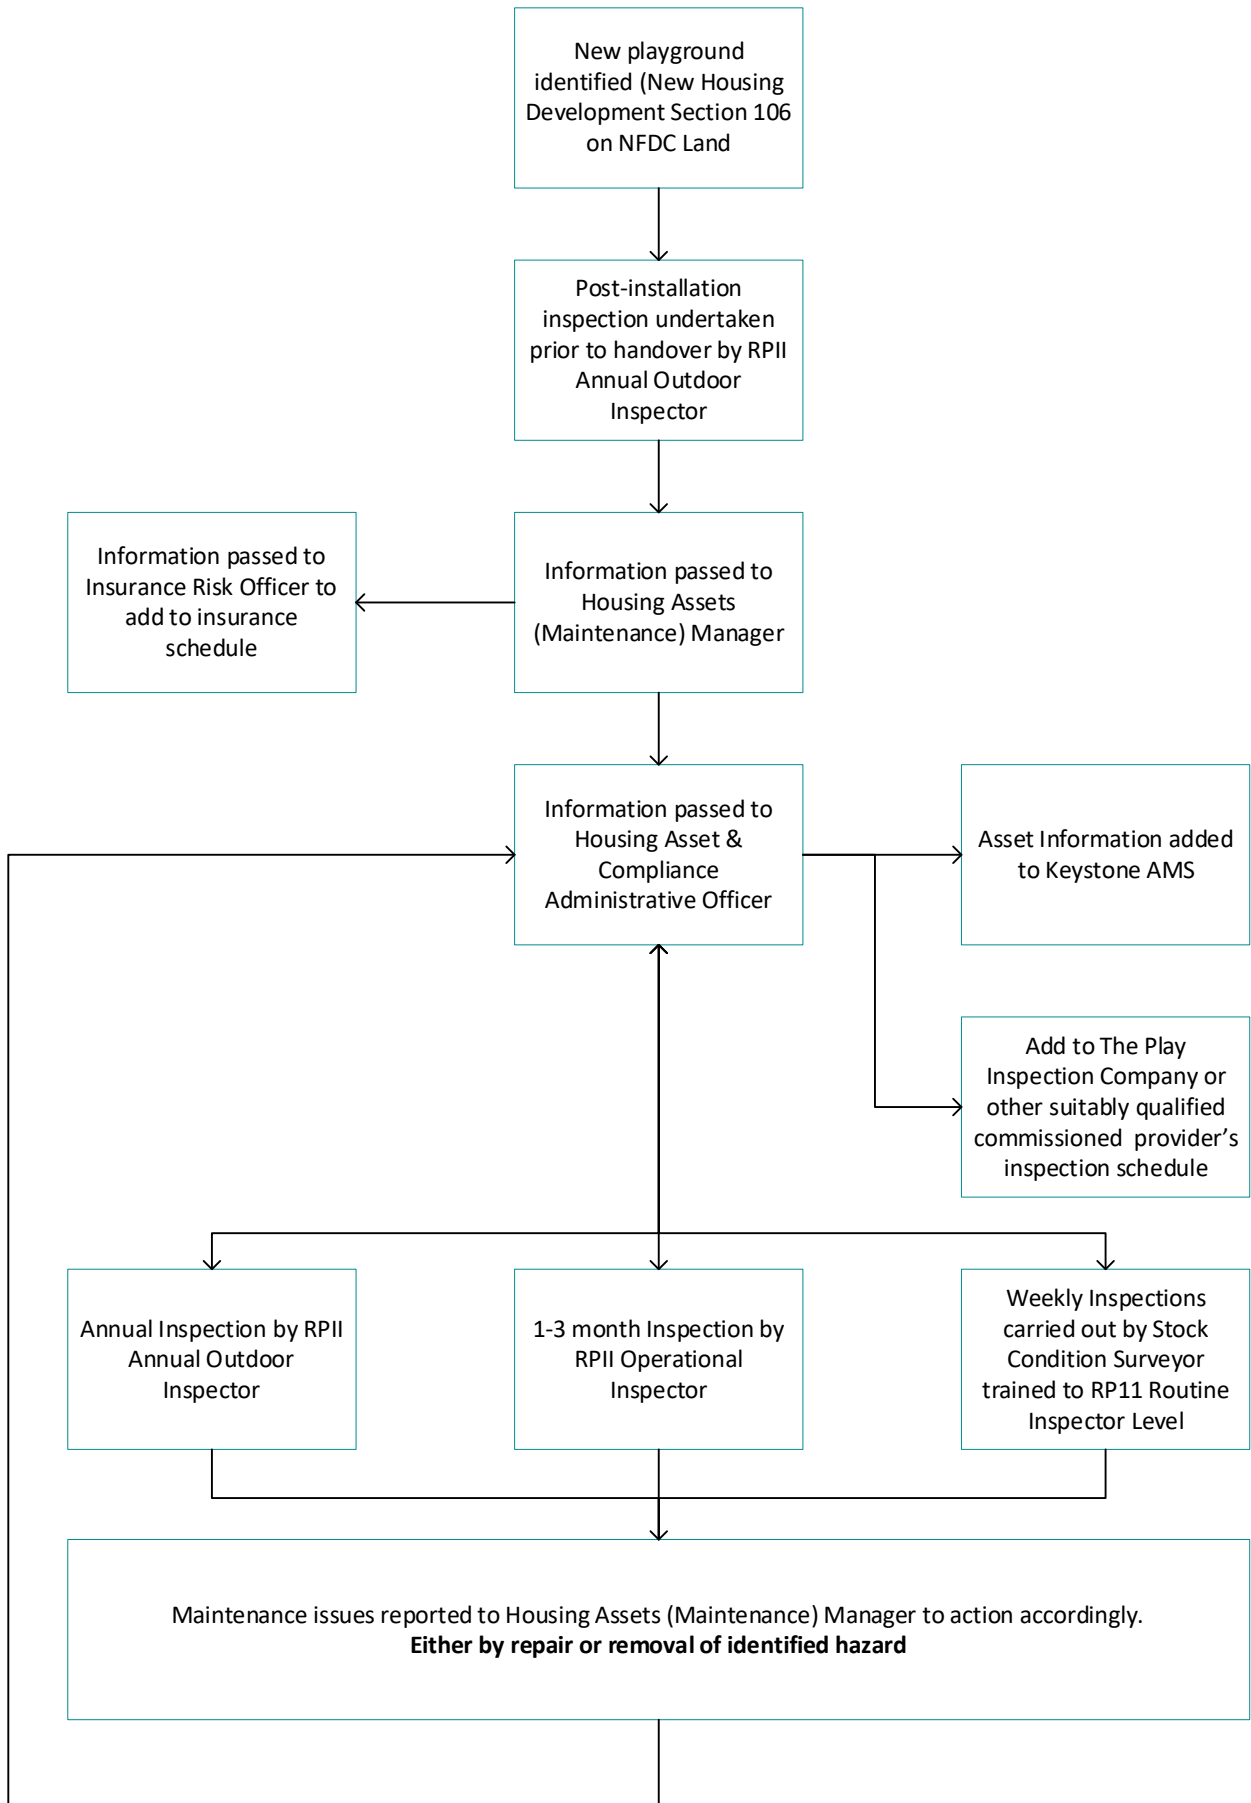 New playground
identified (New Housing
Development Section 106
on NFDC Land
Post-installation
inspection undertaken
prior to handover by RPII
Annual Outdoor
Inspector
Information passed to
Insurance Risk Officer to
add to insurance
schedule
Information passed to
Housing Assets
(Maintenance) Manager
Information passed to
Housing Asset &
Compliance
Administrative Officer
Asset Information added
to Keystone AMS
Add to The Play
Inspection Company or
other suitably qualified
commissioned provider’s
inspection schedule
Annual Inspection by RPII
Annual Outdoor
Inspector
1-3 month Inspection by
RPII Operational
Inspector
Weekly Inspections
carried out by Stock
Condition Surveyor
trained to RP11 Routine
Inspector Level
Maintenance issues reported to Housing Assets (Maintenance) Manager to action accordingly.
Either by repair or removal of identified hazard